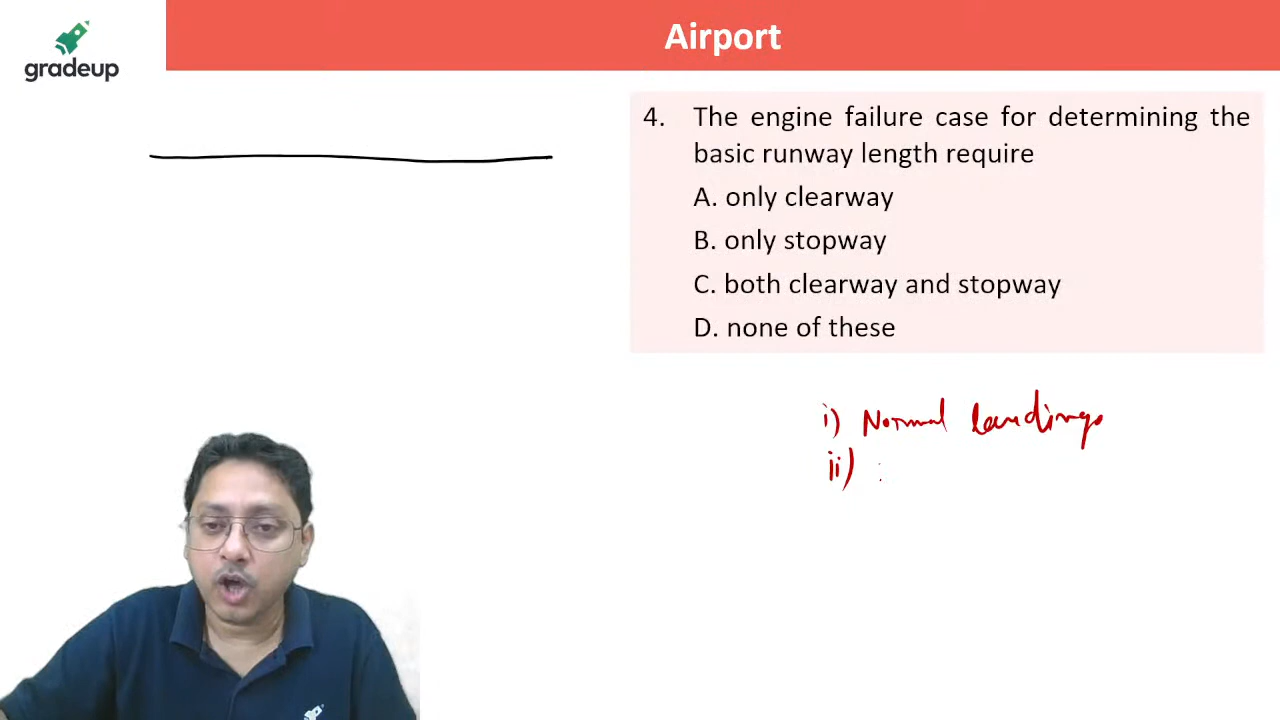 Airport
gradeup
4. The engine failure case for determining the
basic runway length require
A. only clearway
B. only stopway
C. both clearway and stopway
D. none of these
i) Normal landings
ii)